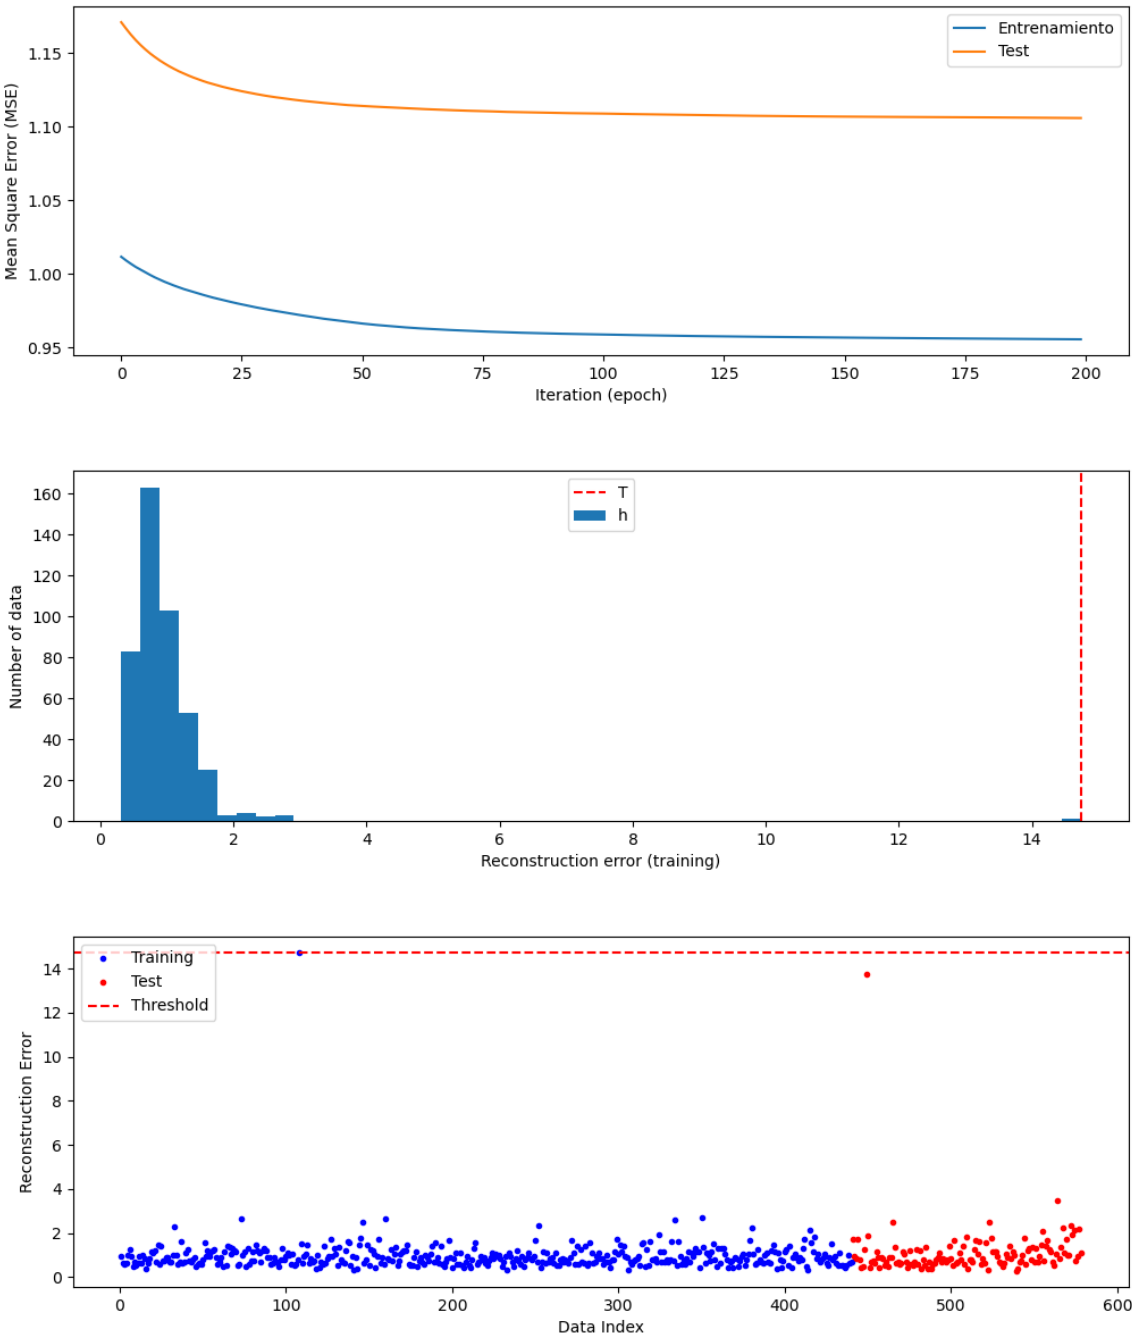 1.15
1.10
1.05
1.00
0.95
Mean Square Error (MSE)
Entrenamiento
Test
0 25 50 75 100 125 150 175 200
Iteration (epoch)
160
140
120
100
80
60
40
20
0
Number of data
T
h
0 2 4 6 8 10 12 14
Reconstruction error (training)
14
12
10
8
6
4
2
0
Reconstruction Error
Training
Test
Threshold
0 100 200 300 400 500 600
Data Index